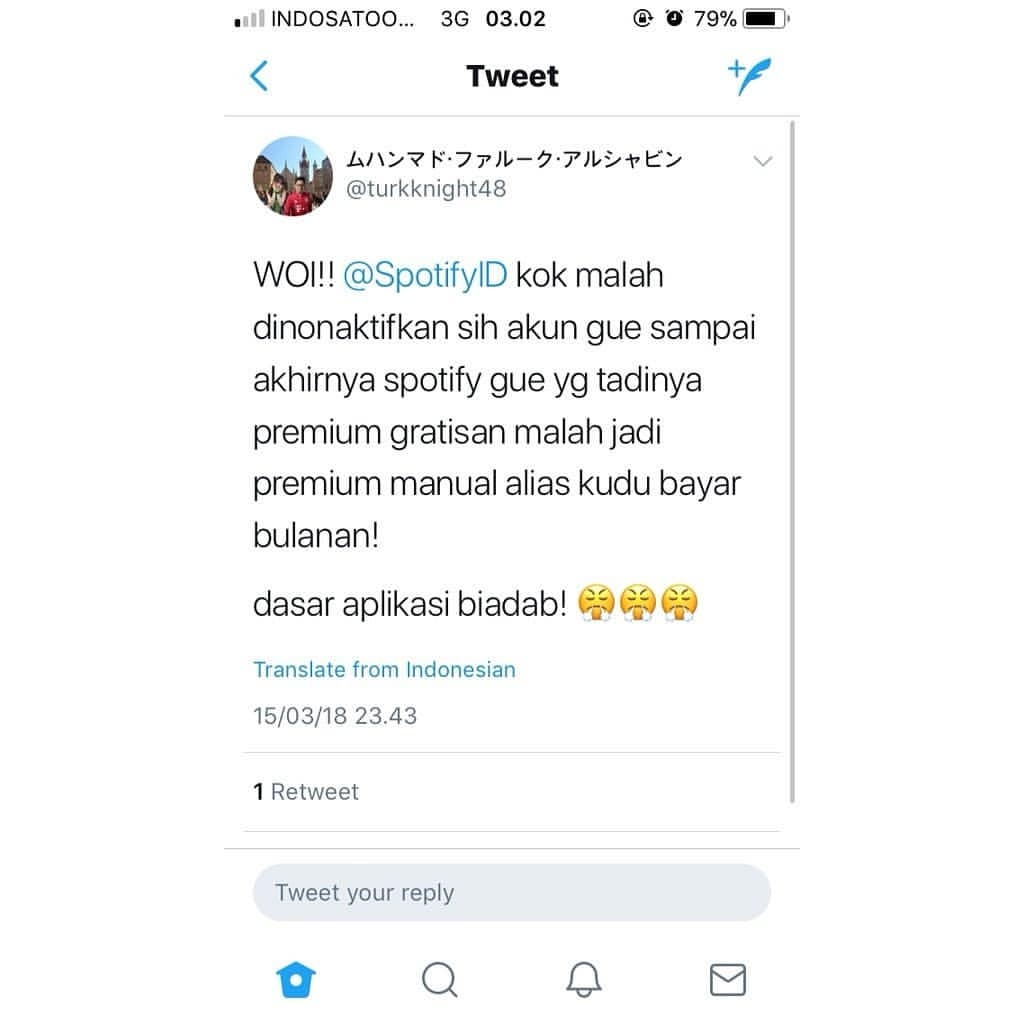 INDOSATOO... 3G 03.02 79%
Tweet
ムハンマド·ファルーク·アルシャビン
@turkknight48
WOI!! @SpotifyID kok malah
dinonaktifkan sih akun gue sampai
akhirnya spotify gue yg tadinya
premium gratisan malah jadi
premium manual alias kudu bayar
bulanan!
dasar aplikasi biadab! 😤😤😤
Translate from Indonesian
15/03/18 23.43
1 Retweet
Tweet your reply